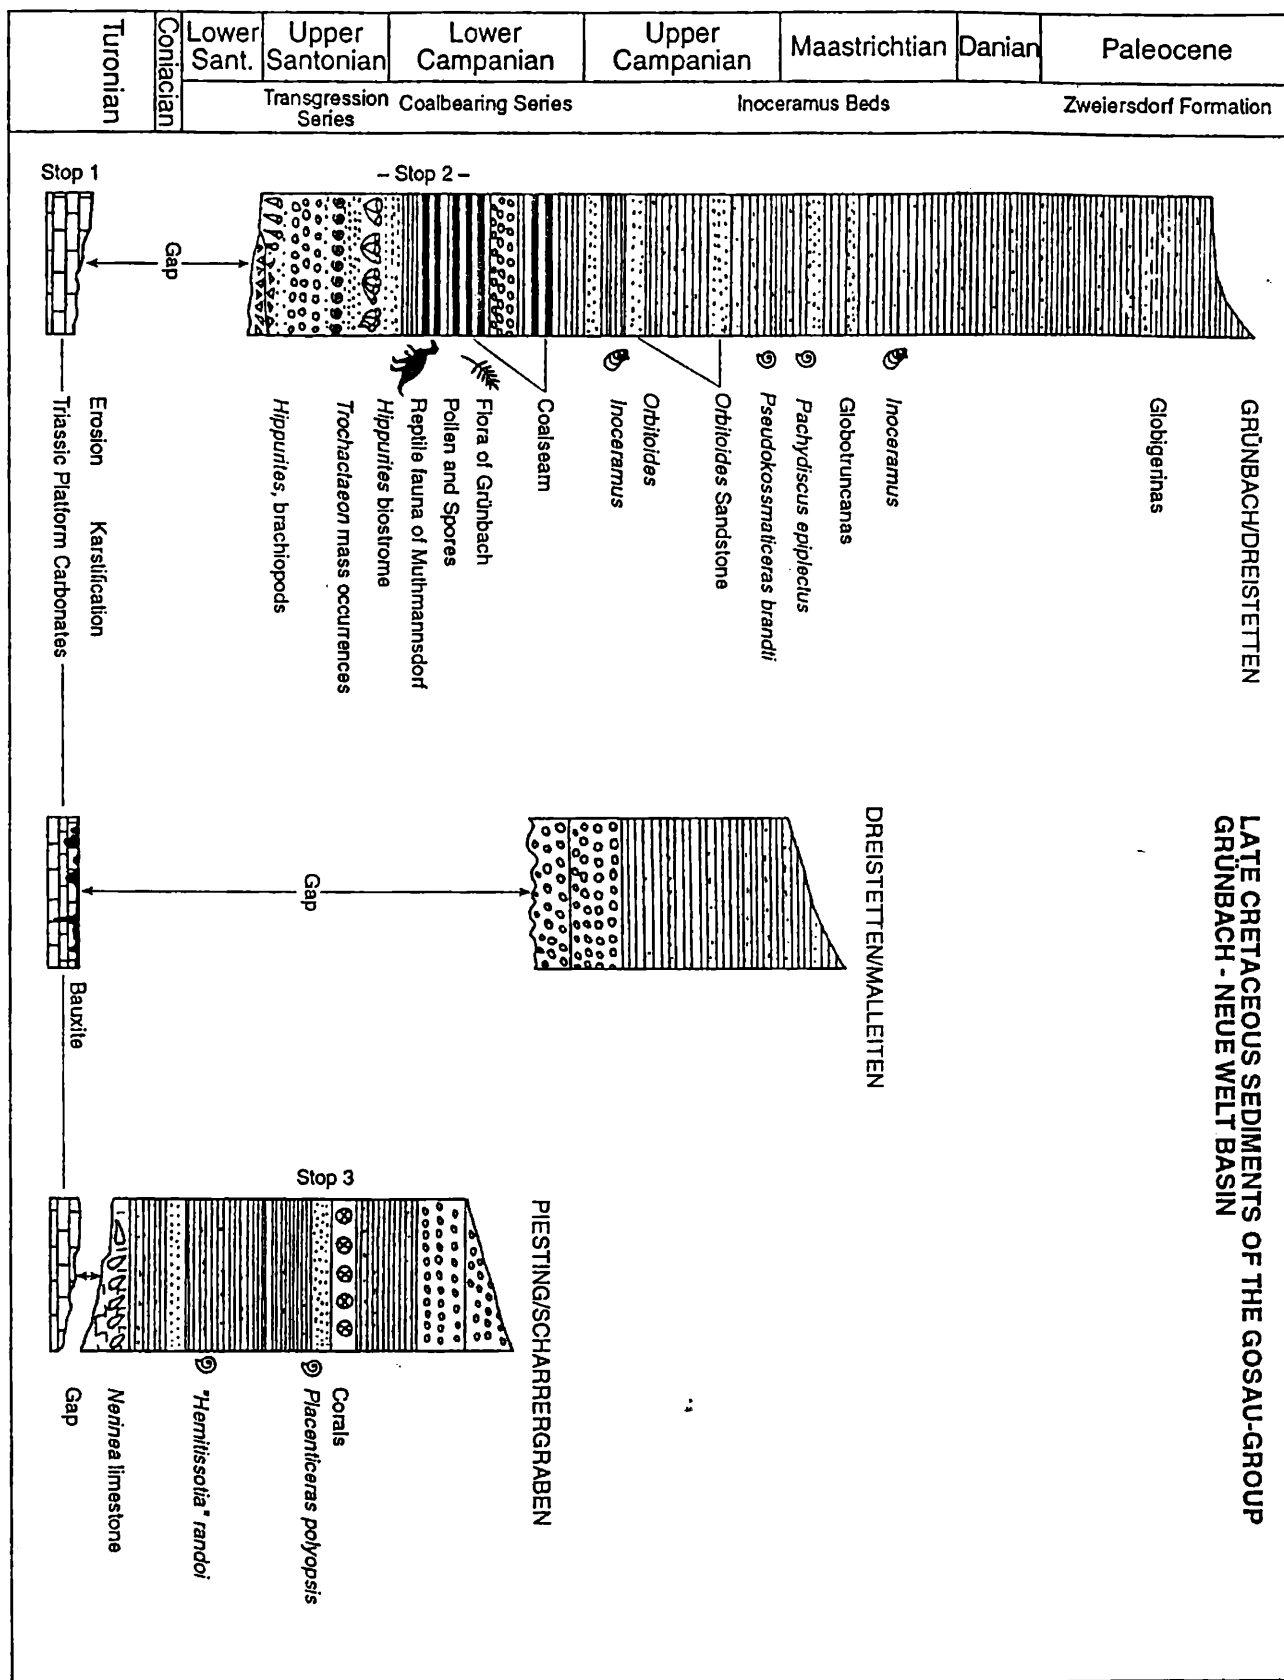 LATE CRETACEOUS SEDIMENTS OF THE GOSAU-GROUP
GRÜNBACH - NEUE WELT BASIN
Turonian
Coniacian
Lower
Sant.
Upper
Santonian
Lower
Campanian
Upper
Campanian
Maastrichtian
Danian
Paleocene
Transgression
Series
Coalbearing Series
Inoceramus Beds
Zweiersdorf Formation
GRÜNBACH/DREISTETTEN
Stop 1
– Stop 2 –
Gap
Globigerinas
Inoceramus
Globotruncanas
Pachydiscus epiplectus
Pseudokossmaticeras brandti
Orbitoides Sandstone
Orbitoides
Inoceramus
Coalseam
Flora of Grünbach
Pollen and Spores
Reptile fauna of Muthmannsdorf
Hippurites biostrome
Trochactaeon mass occurrences
Hippurites, brachiopods
Erosion Karstification
Triassic Platform Carbonates
DREISTETTEN/MALLEITEN
Gap
Bauxite
PIESTING/SCHARRERGRABEN
Stop 3
Corals
Placenticeras polyopsis
"Hemitissotia" randoi
Nerinea limestone
Gap